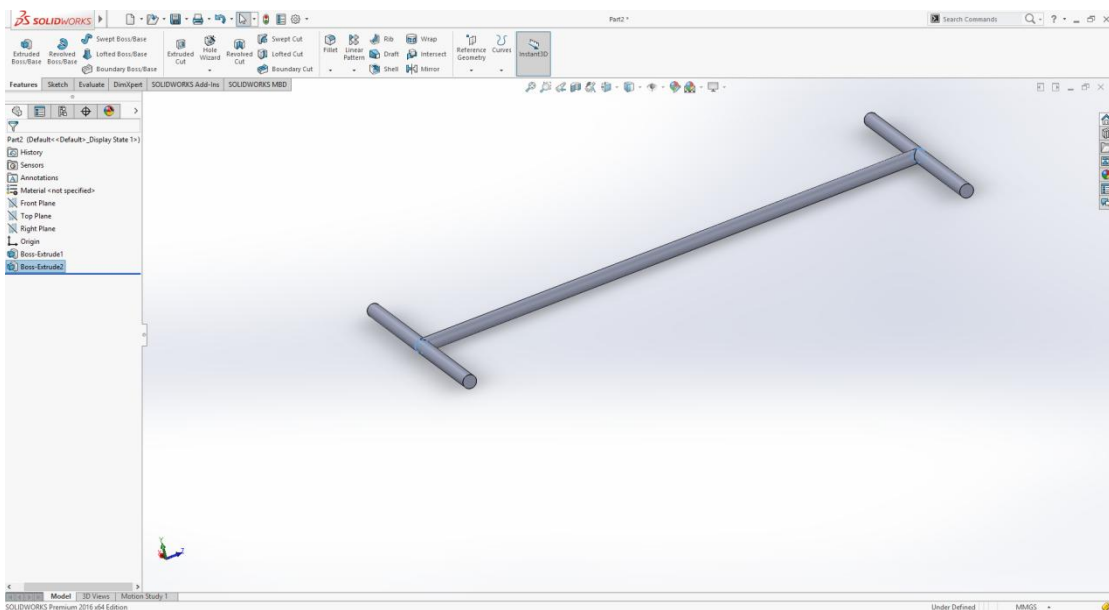 SOLIDWORKS
Part2 *
Search Commands
Extruded Boss/Base
Revolved Boss/Base
Swept Boss/Base
Lofted Boss/Base
Boundary Boss/Base
Extruded Cut
Hole Wizard
Revolved Cut
Swept Cut
Lofted Cut
Boundary Cut
Fillet
Linear Pattern
Rib
Draft
Shell
Wrap
Intersect
Mirror
Reference Geometry
Curves
Instant3D
Features Sketch Evaluate DimXpert SOLIDWORKS Add-Ins SOLIDWORKS MBD
Part2 (Default<<Default>_Display State 1>)
History
Sensors
Annotations
Material <not specified>
Front Plane
Top Plane
Right Plane
Origin
Boss-Extrude1
Boss-Extrude2
Model 3D Views Motion Study 1
SOLIDWORKS Premium 2016 x64 Edition
Under Defined MMGS